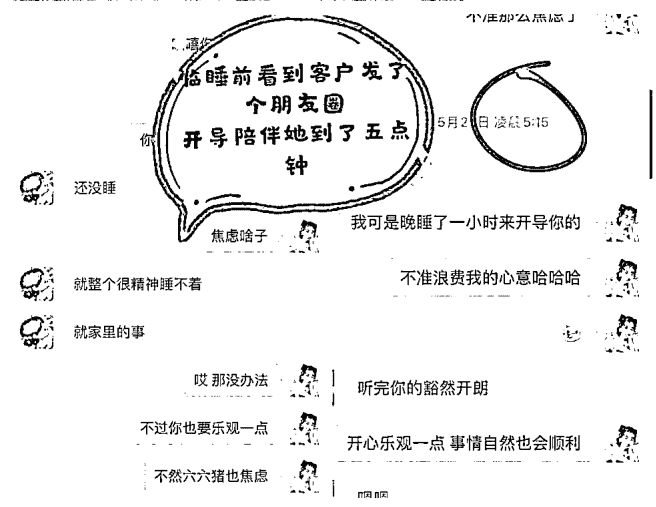 不准那么焦虑了
临睡前看到客户发了
个朋友圈
开导陪伴她到了五点
钟
还没睡
焦虑啥子
就整个很精神睡不着
就家里的事
哎 那没办法
不过你也要乐观一点
不然六六猪也焦虑
凌晨 5:15
我可是晚睡了一小时来开导你的
不准浪费我的心意哈哈哈
听完你的豁然开朗
开心乐观一点 事情自然也会顺利
嗯嗯